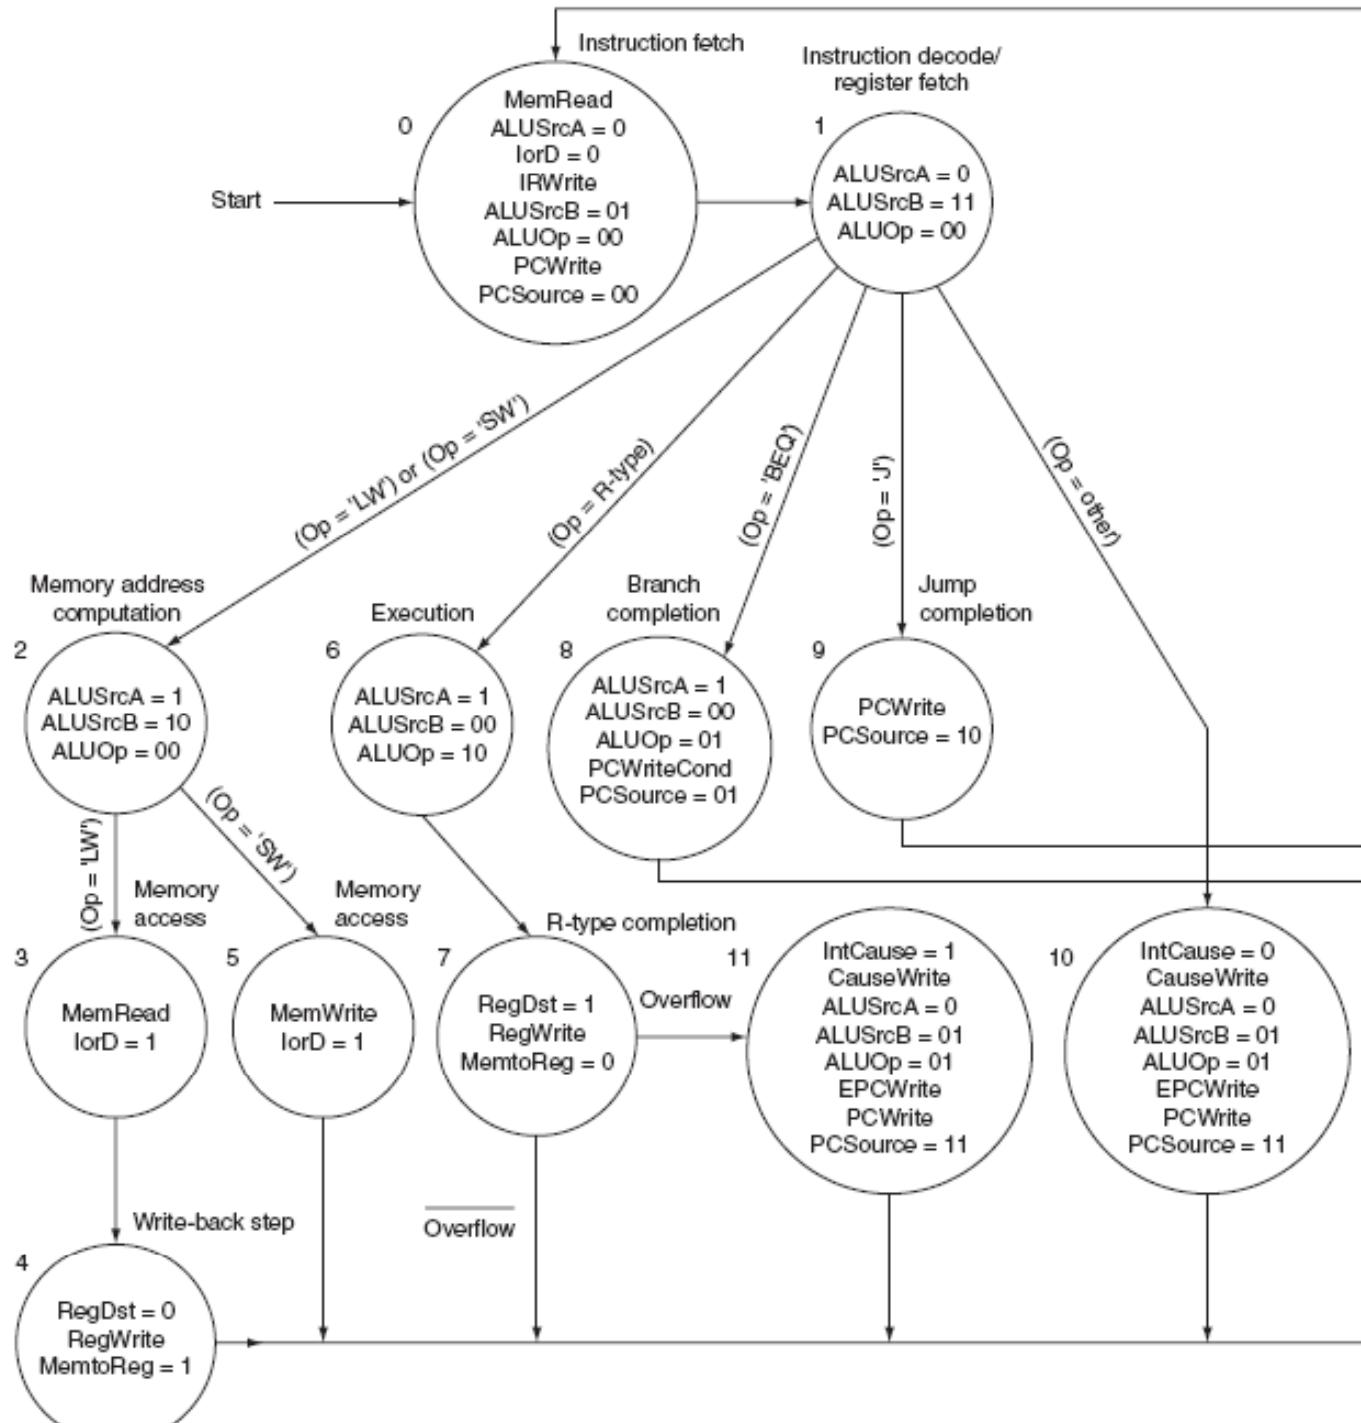 Instruction fetch
Instruction decode/
register fetch
0
MemRead
ALUSrcA = 0
IorD = 0
IRWrite
ALUSrcB = 01
ALUOp = 00
PCWrite
PCSource = 00
1
ALUSrcA = 0
ALUSrcB = 11
ALUOp = 00
Start
(Op = 'LW') or (Op = 'SW')
(Op = R-type)
(Op = 'BEQ')
(Op = 'J')
(Op = other)
Memory address
computation
2
ALUSrcA = 1
ALUSrcB = 10
ALUOp = 00
Execution
6
ALUSrcA = 1
ALUSrcB = 00
ALUOp = 10
Branch
completion
8
ALUSrcA = 1
ALUSrcB = 00
ALUOp = 01
PCWriteCond
PCSource = 01
Jump
completion
9
PCWrite
PCSource = 10
(Op = 'LW')
(Op = 'SW')
Memory
access
3
MemRead
IorD = 1
Memory
access
5
MemWrite
IorD = 1
R-type completion
7
RegDst = 1
RegWrite
MemtoReg = 0
Overflow
11
IntCause = 1
CauseWrite
ALUSrcA = 0
ALUSrcB = 01
ALUOp = 01
EPCWrite
PCWrite
PCSource = 11
10
IntCause = 0
CauseWrite
ALUSrcA = 0
ALUSrcB = 01
ALUOp = 01
EPCWrite
PCWrite
PCSource = 11
Overflow
Write-back step
4
RegDst = 0
RegWrite
MemtoReg = 1